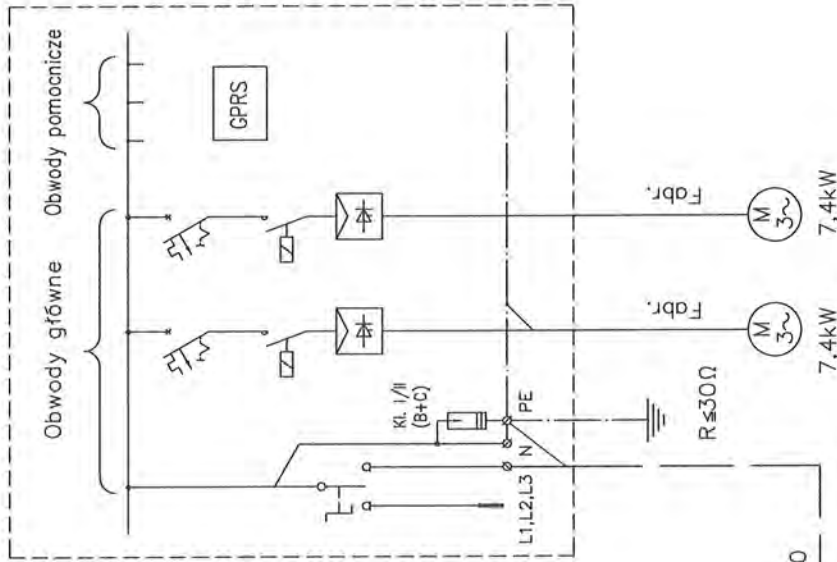 Obwody główne
Obwody pomocnicze
GPRS
Kl. I/II
(B+C)
L1,L2,L3
N
PE
R≤30Ω
Fabr.
Fabr.
M
3~
7,4kW
M
3~
7,4kW